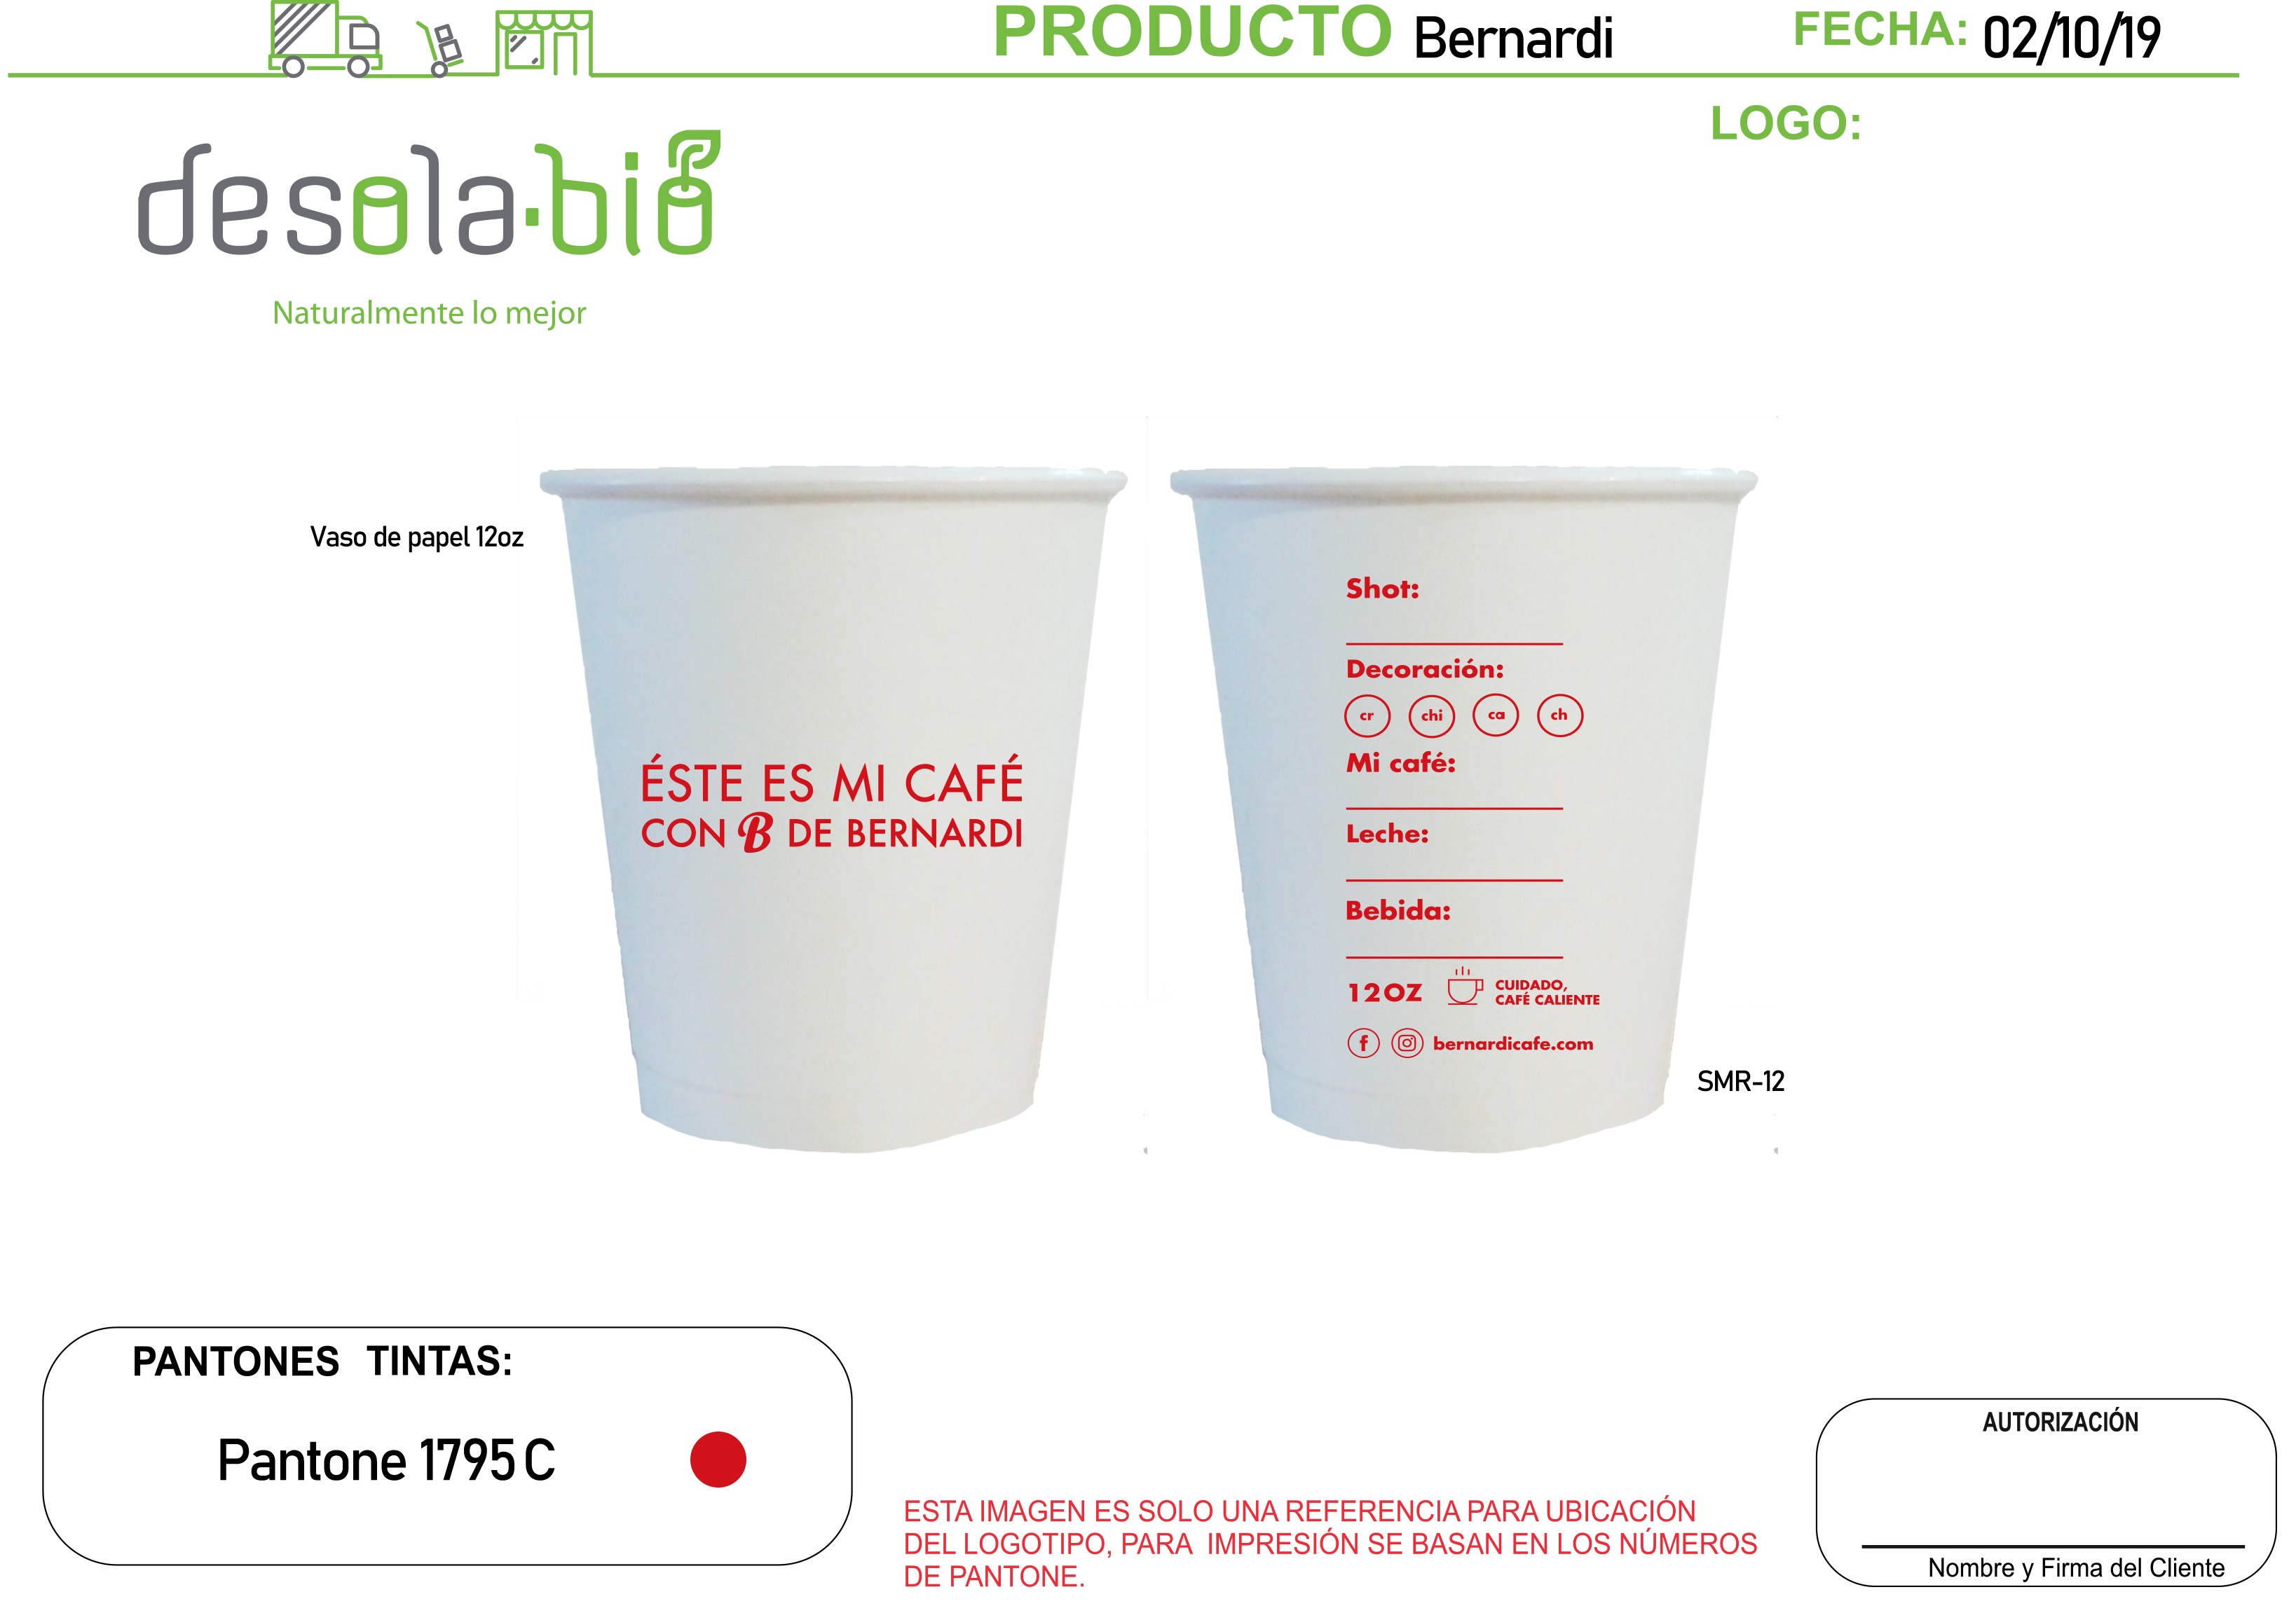 PRODUCTO Bernardi
FECHA: 02/10/19
LOGO:
desola·bio
Naturalmente lo mejor
Vaso de papel 12oz
ÉSTE ES MI CAFÉ
CON B DE BERNARDI
Shot:
Decoración:
cr chi ca ch
Mi café:
Leche:
Bebida:
12OZ
CUIDADO,
CAFÉ CALIENTE
f bernardicafe.com
SMR-12
PANTONES TINTAS:
Pantone 1795 C
ESTA IMAGEN ES SOLO UNA REFERENCIA PARA UBICACIÓN
DEL LOGOTIPO, PARA IMPRESIÓN SE BASAN EN LOS NÚMEROS
DE PANTONE.
AUTORIZACIÓN
Nombre y Firma del Cliente